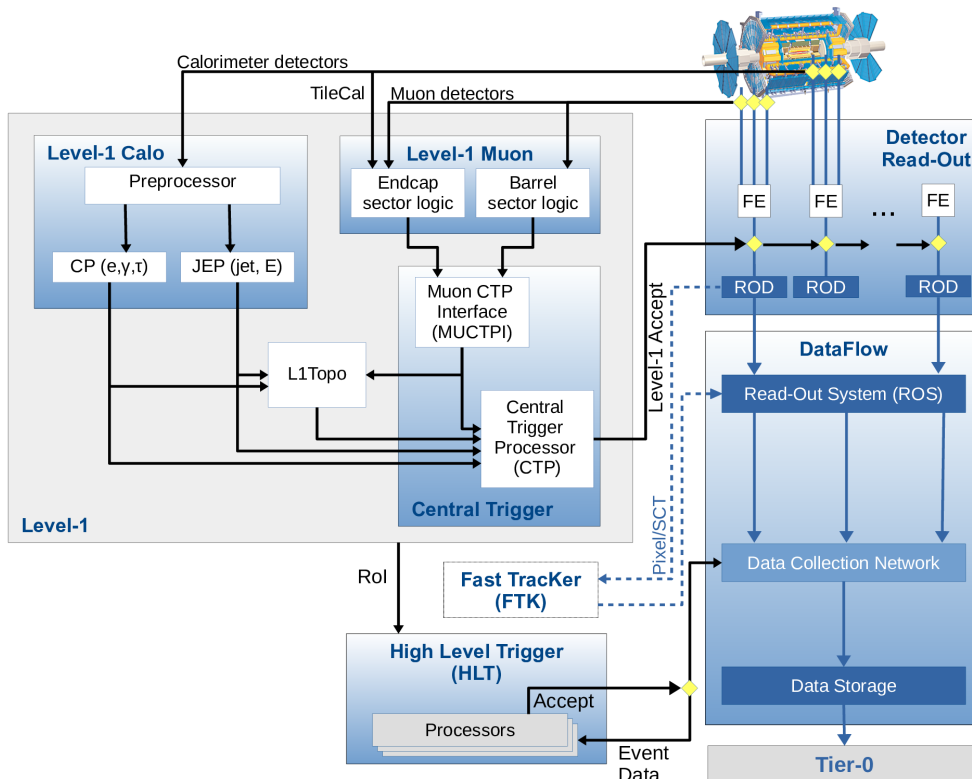 Calorimeter detectors
TileCal
Muon detectors
Detector
Read-Out
Level-1 Calo
Preprocessor
CP (e,γ,τ)
JEP (jet, E)
Level-1 Muon
Endcap
sector logic
Barrel
sector logic
FE
FE
...
FE
ROD
ROD
ROD
Muon CTP
Interface
(MUCTPI)
L1Topo
Central
Trigger
Processor
(CTP)
Central Trigger
Level-1
Level-1 Accept
Pixel/SCT
DataFlow
Read-Out System (ROS)
Data Collection Network
Data Storage
Tier-0
RoI
Fast TracKer
(FTK)
High Level Trigger
(HLT)
Accept
Processors
Event
Data